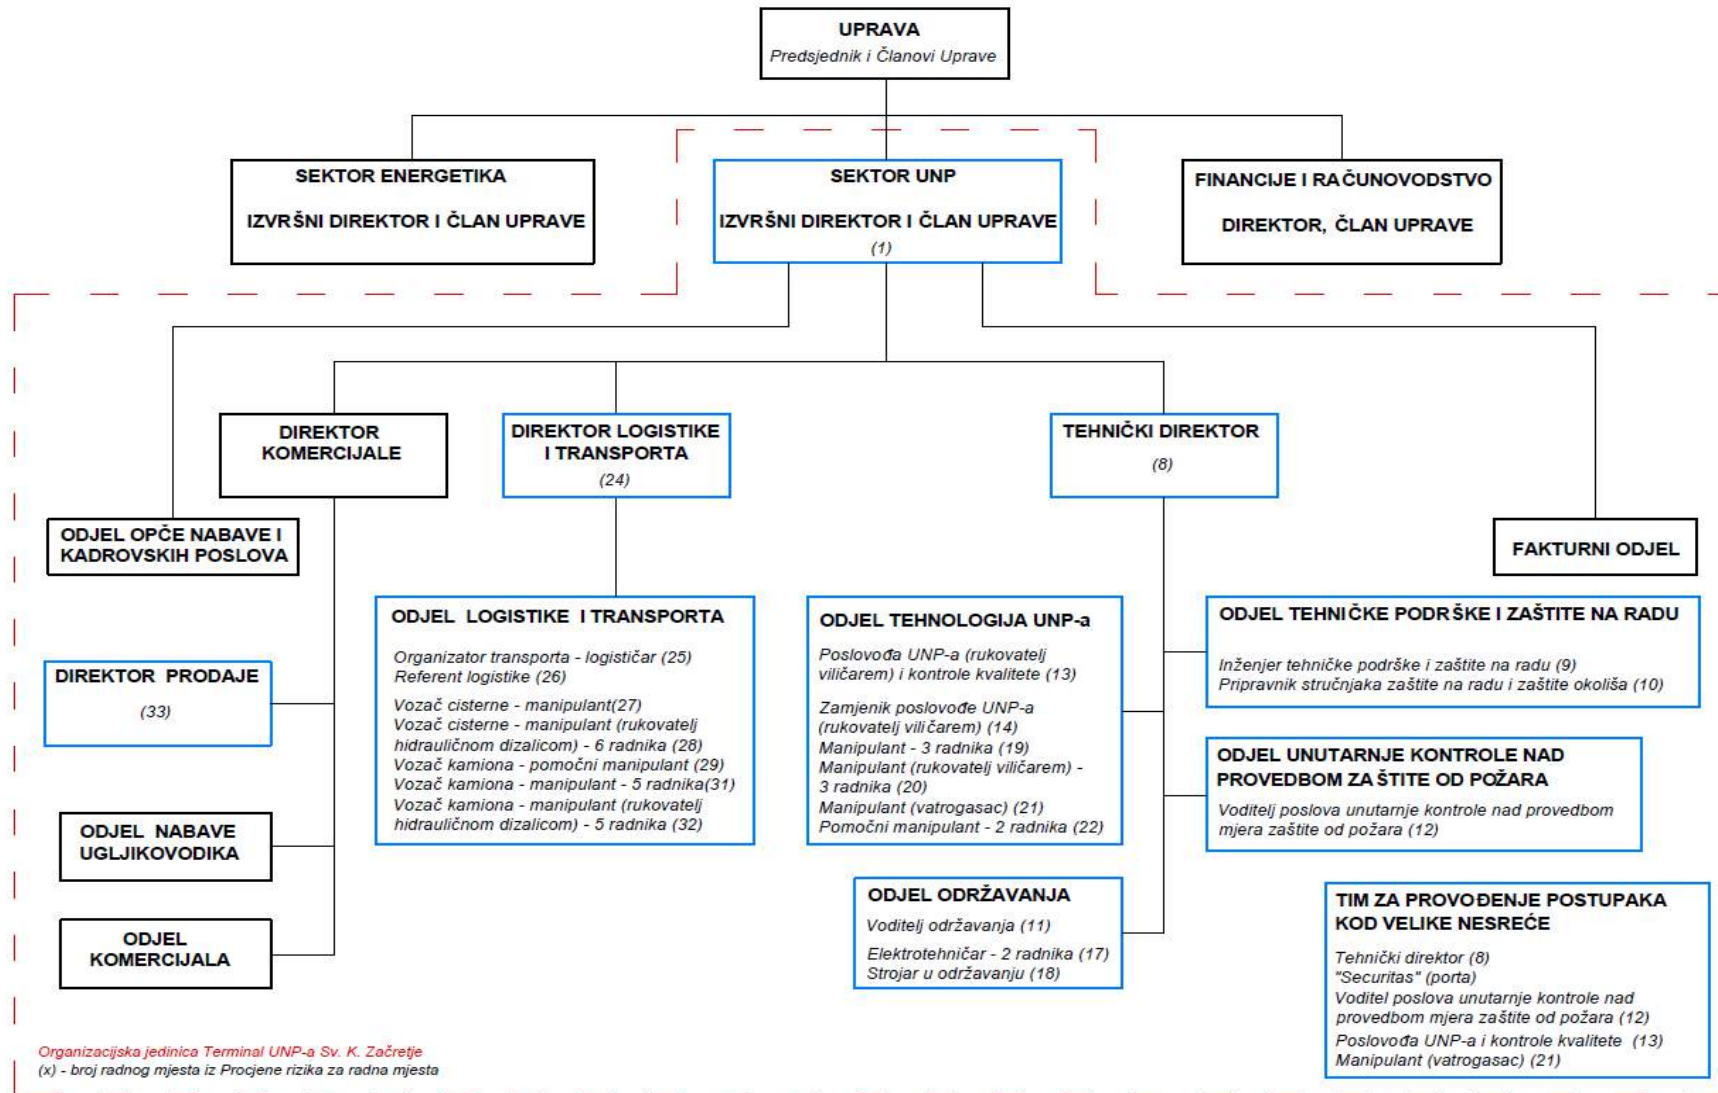 UPRAVA
Predsjednik i Članovi Uprave
SEKTOR ENERGETIKA
IZVRŠNI DIREKTOR I ČLAN UPRAVE
SEKTOR UNP
IZVRŠNI DIREKTOR I ČLAN UPRAVE
(1)
FINANCIJE I RAČUNOVODSTVO
DIREKTOR, ČLAN UPRAVE
DIREKTOR
KOMERCIJALE
DIREKTOR LOGISTIKE
I TRANSPORTA
(24)
TEHNIČKI DIREKTOR
(8)
ODJEL OPČE NABAVE I
KADROVSKIH POSLOVA
FAKTURNI ODJEL
DIREKTOR PRODAJE
(33)
ODJEL NABAVE
UGLJIKOVODIKA
ODJEL
KOMERCIJALA
ODJEL LOGISTIKE I TRANSPORTA
Organizator transporta - logističar (25)
Referent logistike (26)
Vozač cisterne - manipulant(27)
Vozač cisterne - manipulant (rukovatelj
hidrauličnom dizalicom) - 6 radnika (28)
Vozač kamiona - pomočni manipulant (29)
Vozač kamiona - manipulant - 5 radnika(31)
Vozač kamiona - manipulant (rukovatelj
hidrauličnom dizalicom) - 5 radnika (32)
ODJEL TEHNOLOGIJA UNP-a
Poslovođa UNP-a (rukovatelj
viličarem) i kontrole kvalitete (13)
Zamjenik poslovođe UNP-a
(rukovatelj viličarem) (14)
Manipulant - 3 radnika (19)
Manipulant (rukovatelj viličarem) -
3 radnika (20)
Manipulant (vatrogasac) (21)
Pomočni manipulant - 2 radnika (22)
ODJEL ODRŽAVANJA
Voditelj održavanja (11)
Elektrotehničar - 2 radnika (17)
Strojar u održavanju (18)
ODJEL TEHNIČKE PODRŠKE I ZAŠTITE NA RADU
Inženjer tehničke podrške i zaštite na radu (9)
Pripravnik stručnjaka zaštite na radu i zaštite okoliša (10)
ODJEL UNUTARNJE KONTROLE NAD
PROVEDBOM ZAŠTITE OD POŽARA
Voditelj poslova unutarnje kontrole nad provedbom
mjera zaštite od požara (12)
TIM ZA PROVOĐENJE POSTUPAKA
KOD VELIKE NESREĆE
Tehnički direktor (8)
"Securitas" (porta)
Voditel poslova unutarnje kontrole nad
provedbom mjera zaštite od požara (12)
Poslovođa UNP-a i kontrole kvalitete (13)
Manipulant (vatrogasac) (21)
Organizacijska jedinica Terminal UNP-a Sv. K. Začretje
(x) - broj radnog mjesta iz Procjene rizika za radna mjesta